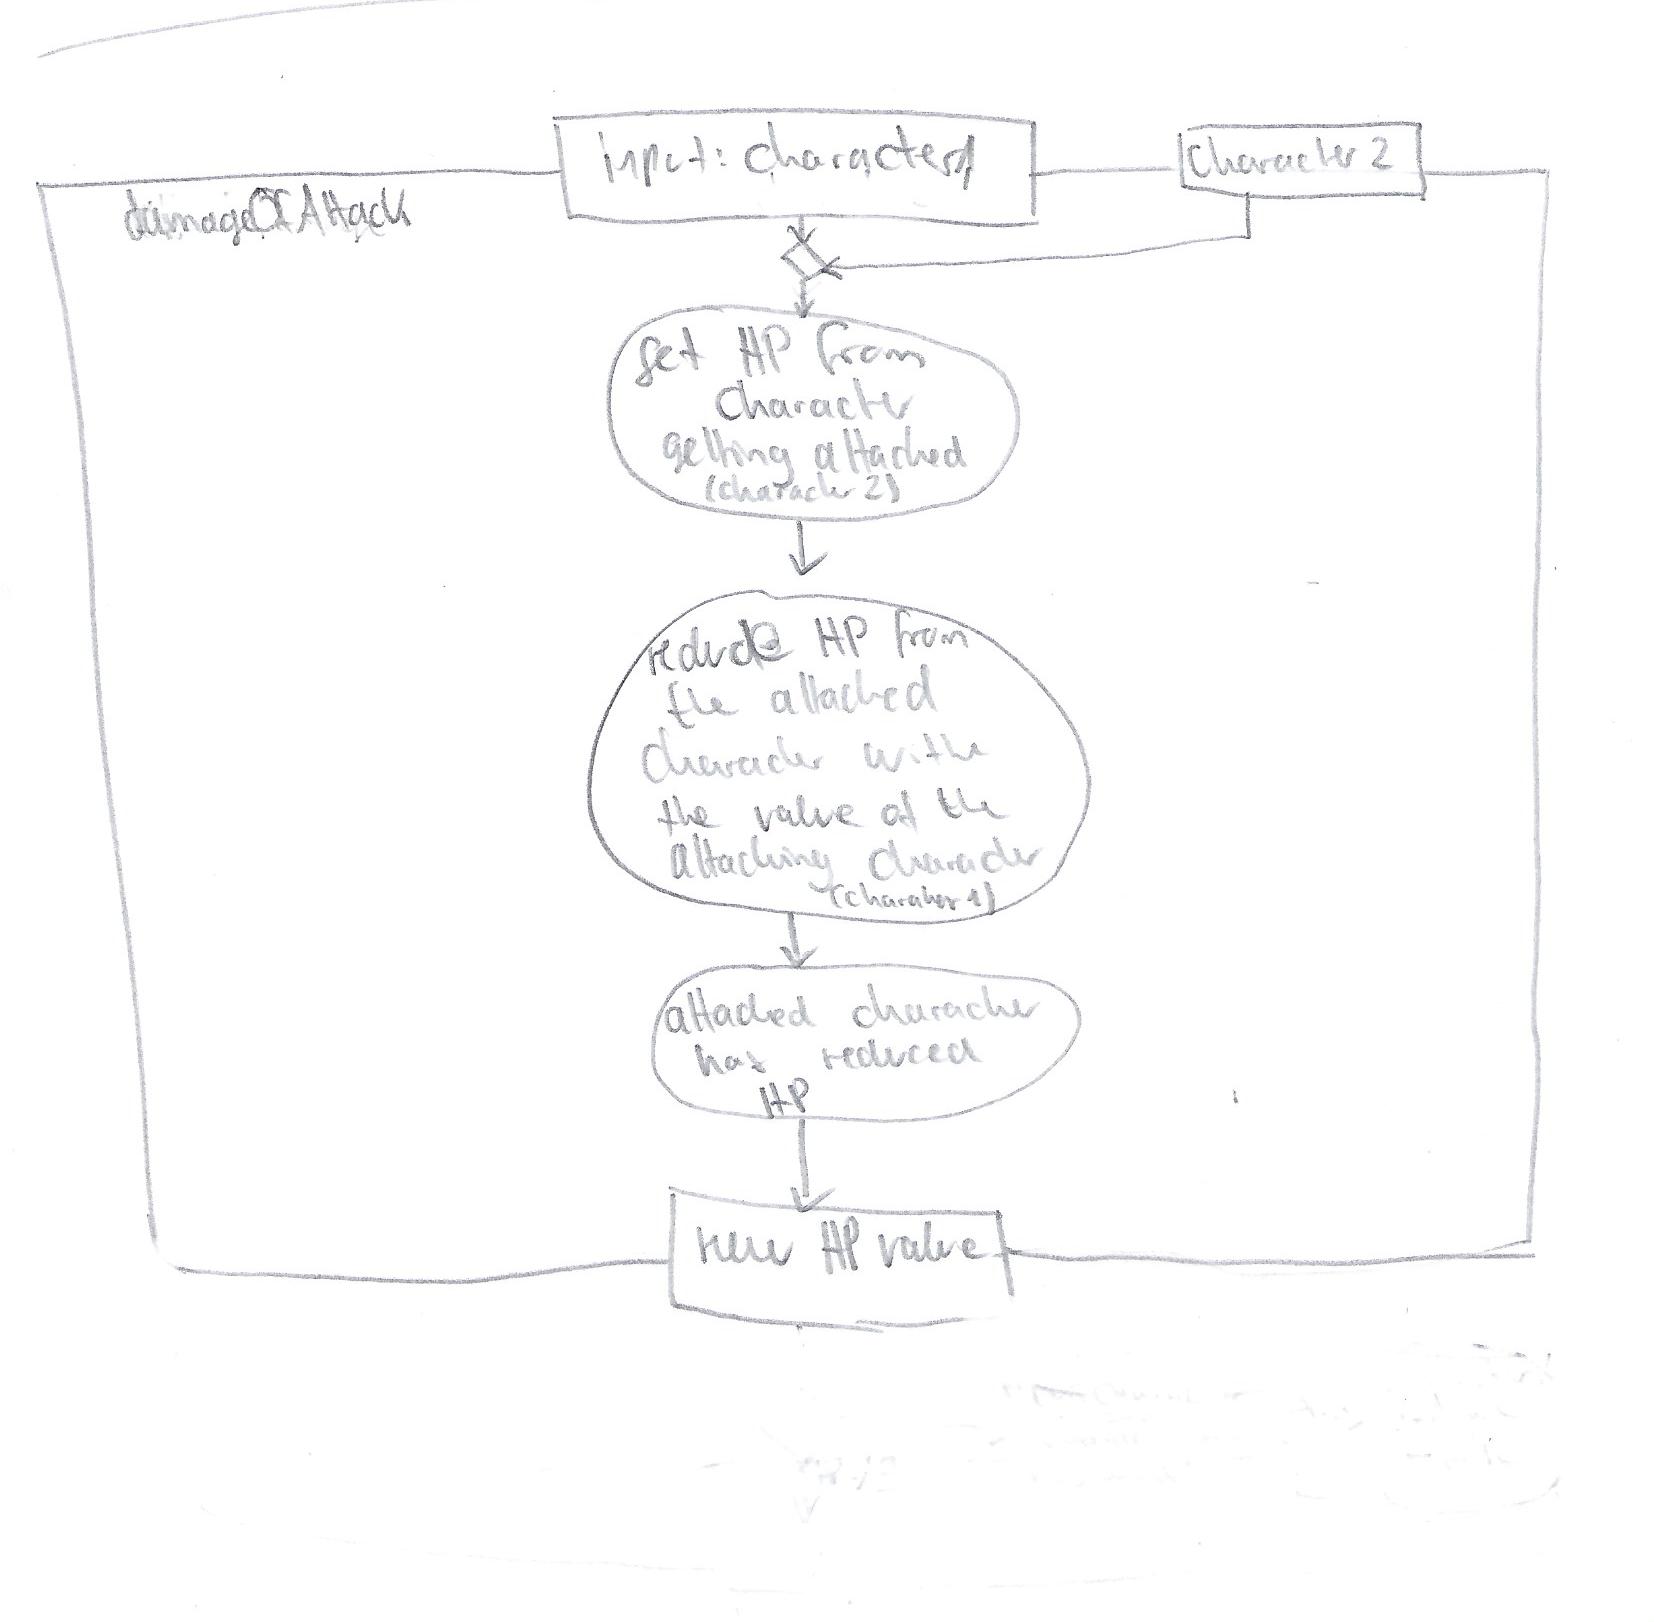 input: character1
Character 2
damageOfAttack
get HP from
character
getting attacked
(character 2)
reduce HP from
the attacked
character with
the value of the
attacking character
(character 1)
attacked character
has reduced
HP
new HP value